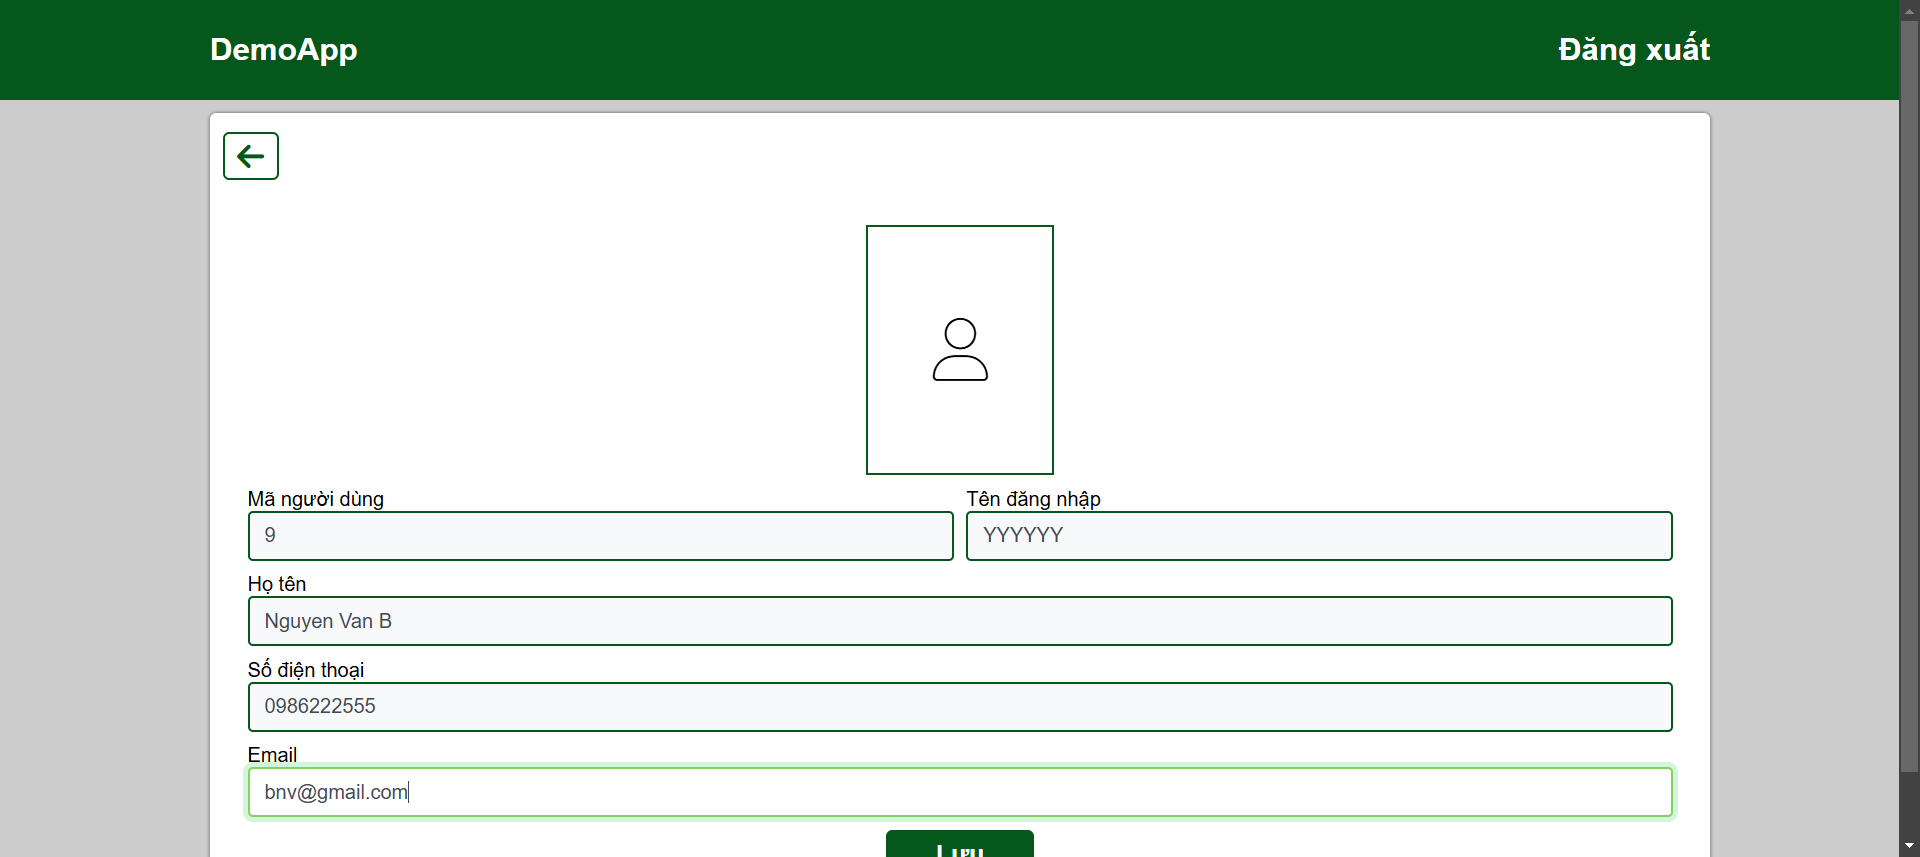 DemoApp
Đăng xuất
Mã người dùng
Tên đăng nhập
9
YYYYYY
Họ tên
Nguyen Van B
Số điện thoại
0986222555
Email
bnv@gmail.com
Lưu